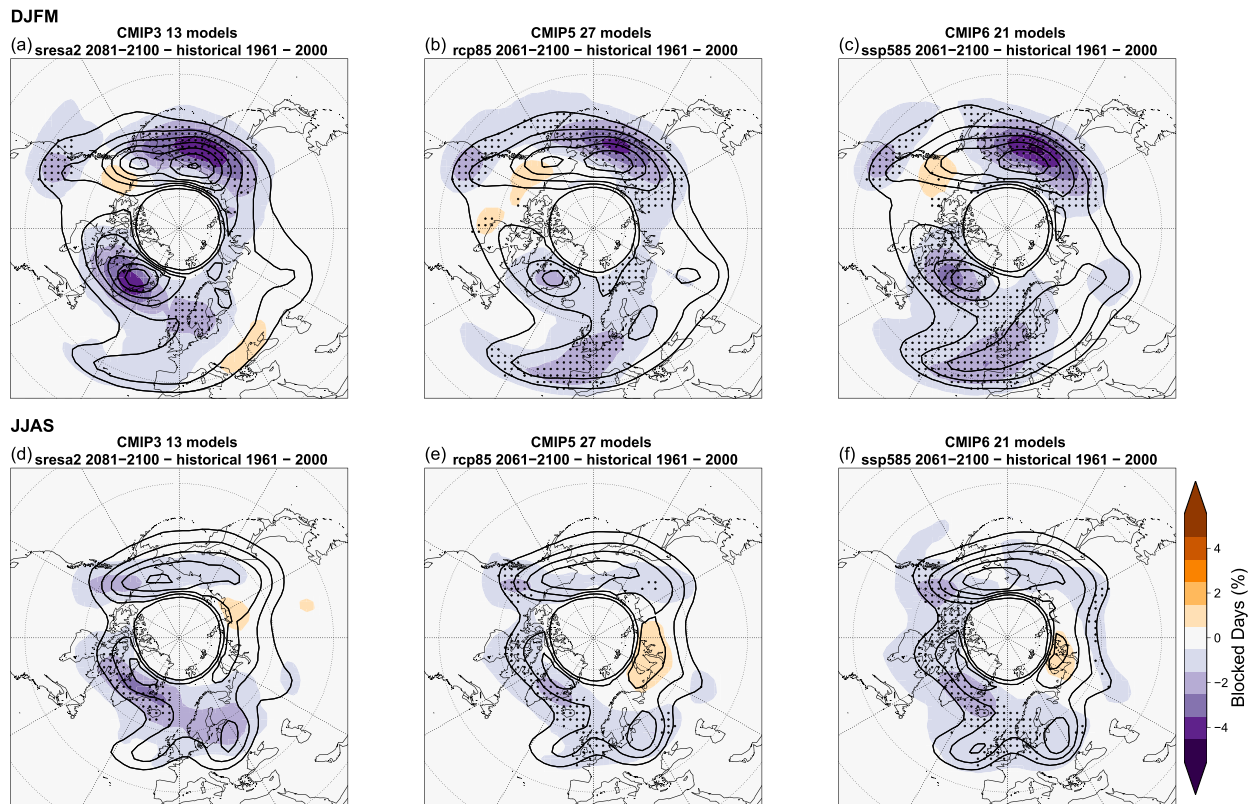 DJFM
(a) CMIP3 13 models
sresa2 2081−2100 − historical 1961 − 2000
(b) CMIP5 27 models
rcp85 2061−2100 − historical 1961 − 2000
(c) CMIP6 21 models
ssp585 2061−2100 − historical 1961 − 2000
JJAS
(d) CMIP3 13 models
sresa2 2081−2100 − historical 1961 − 2000
(e) CMIP5 27 models
rcp85 2061−2100 − historical 1961 − 2000
(f) CMIP6 21 models
ssp585 2061−2100 − historical 1961 − 2000
4
2
0
−2
−4
Blocked Days (%)